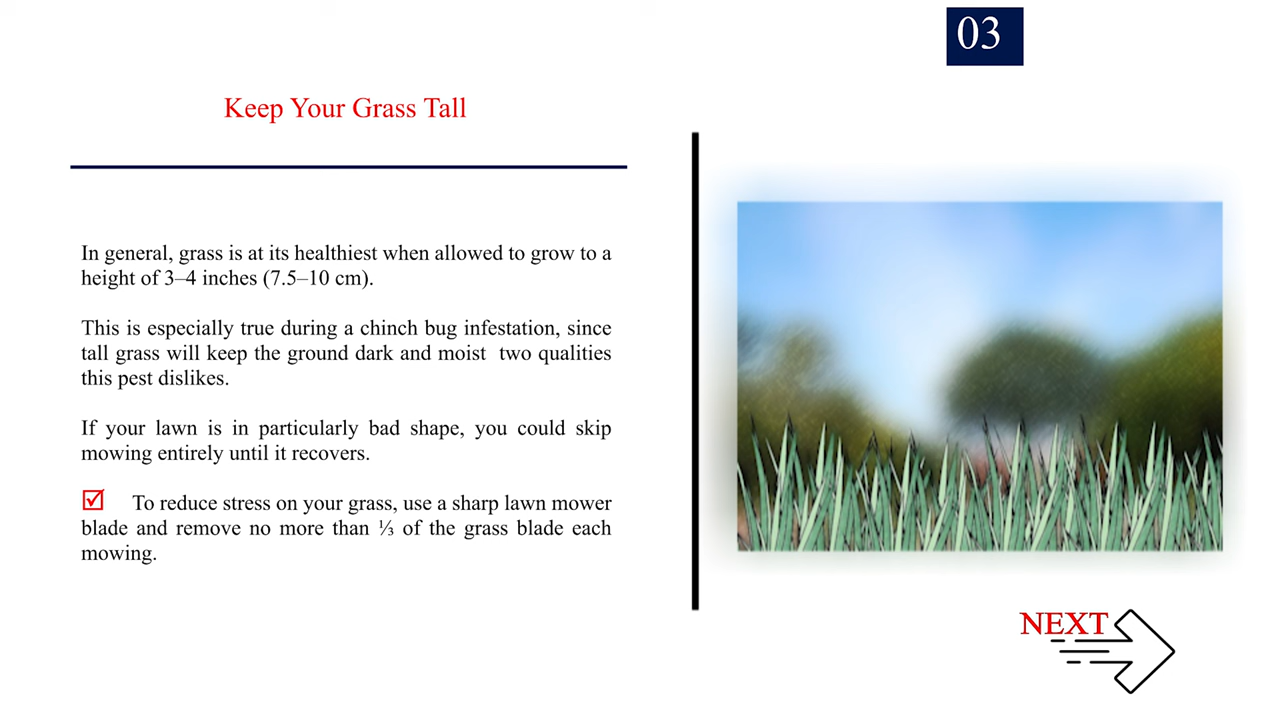 03
Keep Your Grass Tall
In general, grass is at its healthiest when allowed to grow to a
height of 3–4 inches (7.5–10 cm).
This is especially true during a chinch bug infestation, since
tall grass will keep the ground dark and moist  two qualities
this pest dislikes.
If your lawn is in particularly bad shape, you could skip
mowing entirely until it recovers.
To reduce stress on your grass, use a sharp lawn mower
blade and remove no more than ⅓ of the grass blade each
mowing.
NEXT